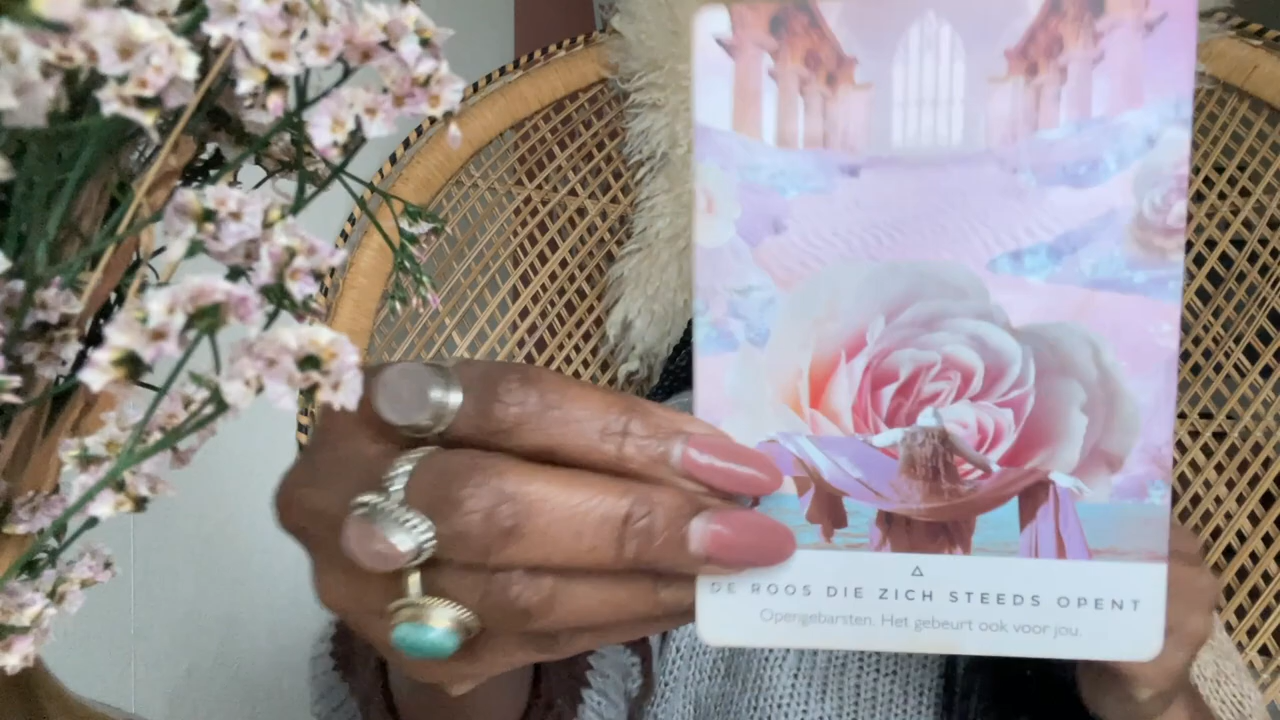 DE ROOS DIE ZICH STEEDS OPENT
Opengebarsten. Het gebeurt ook voor jou.